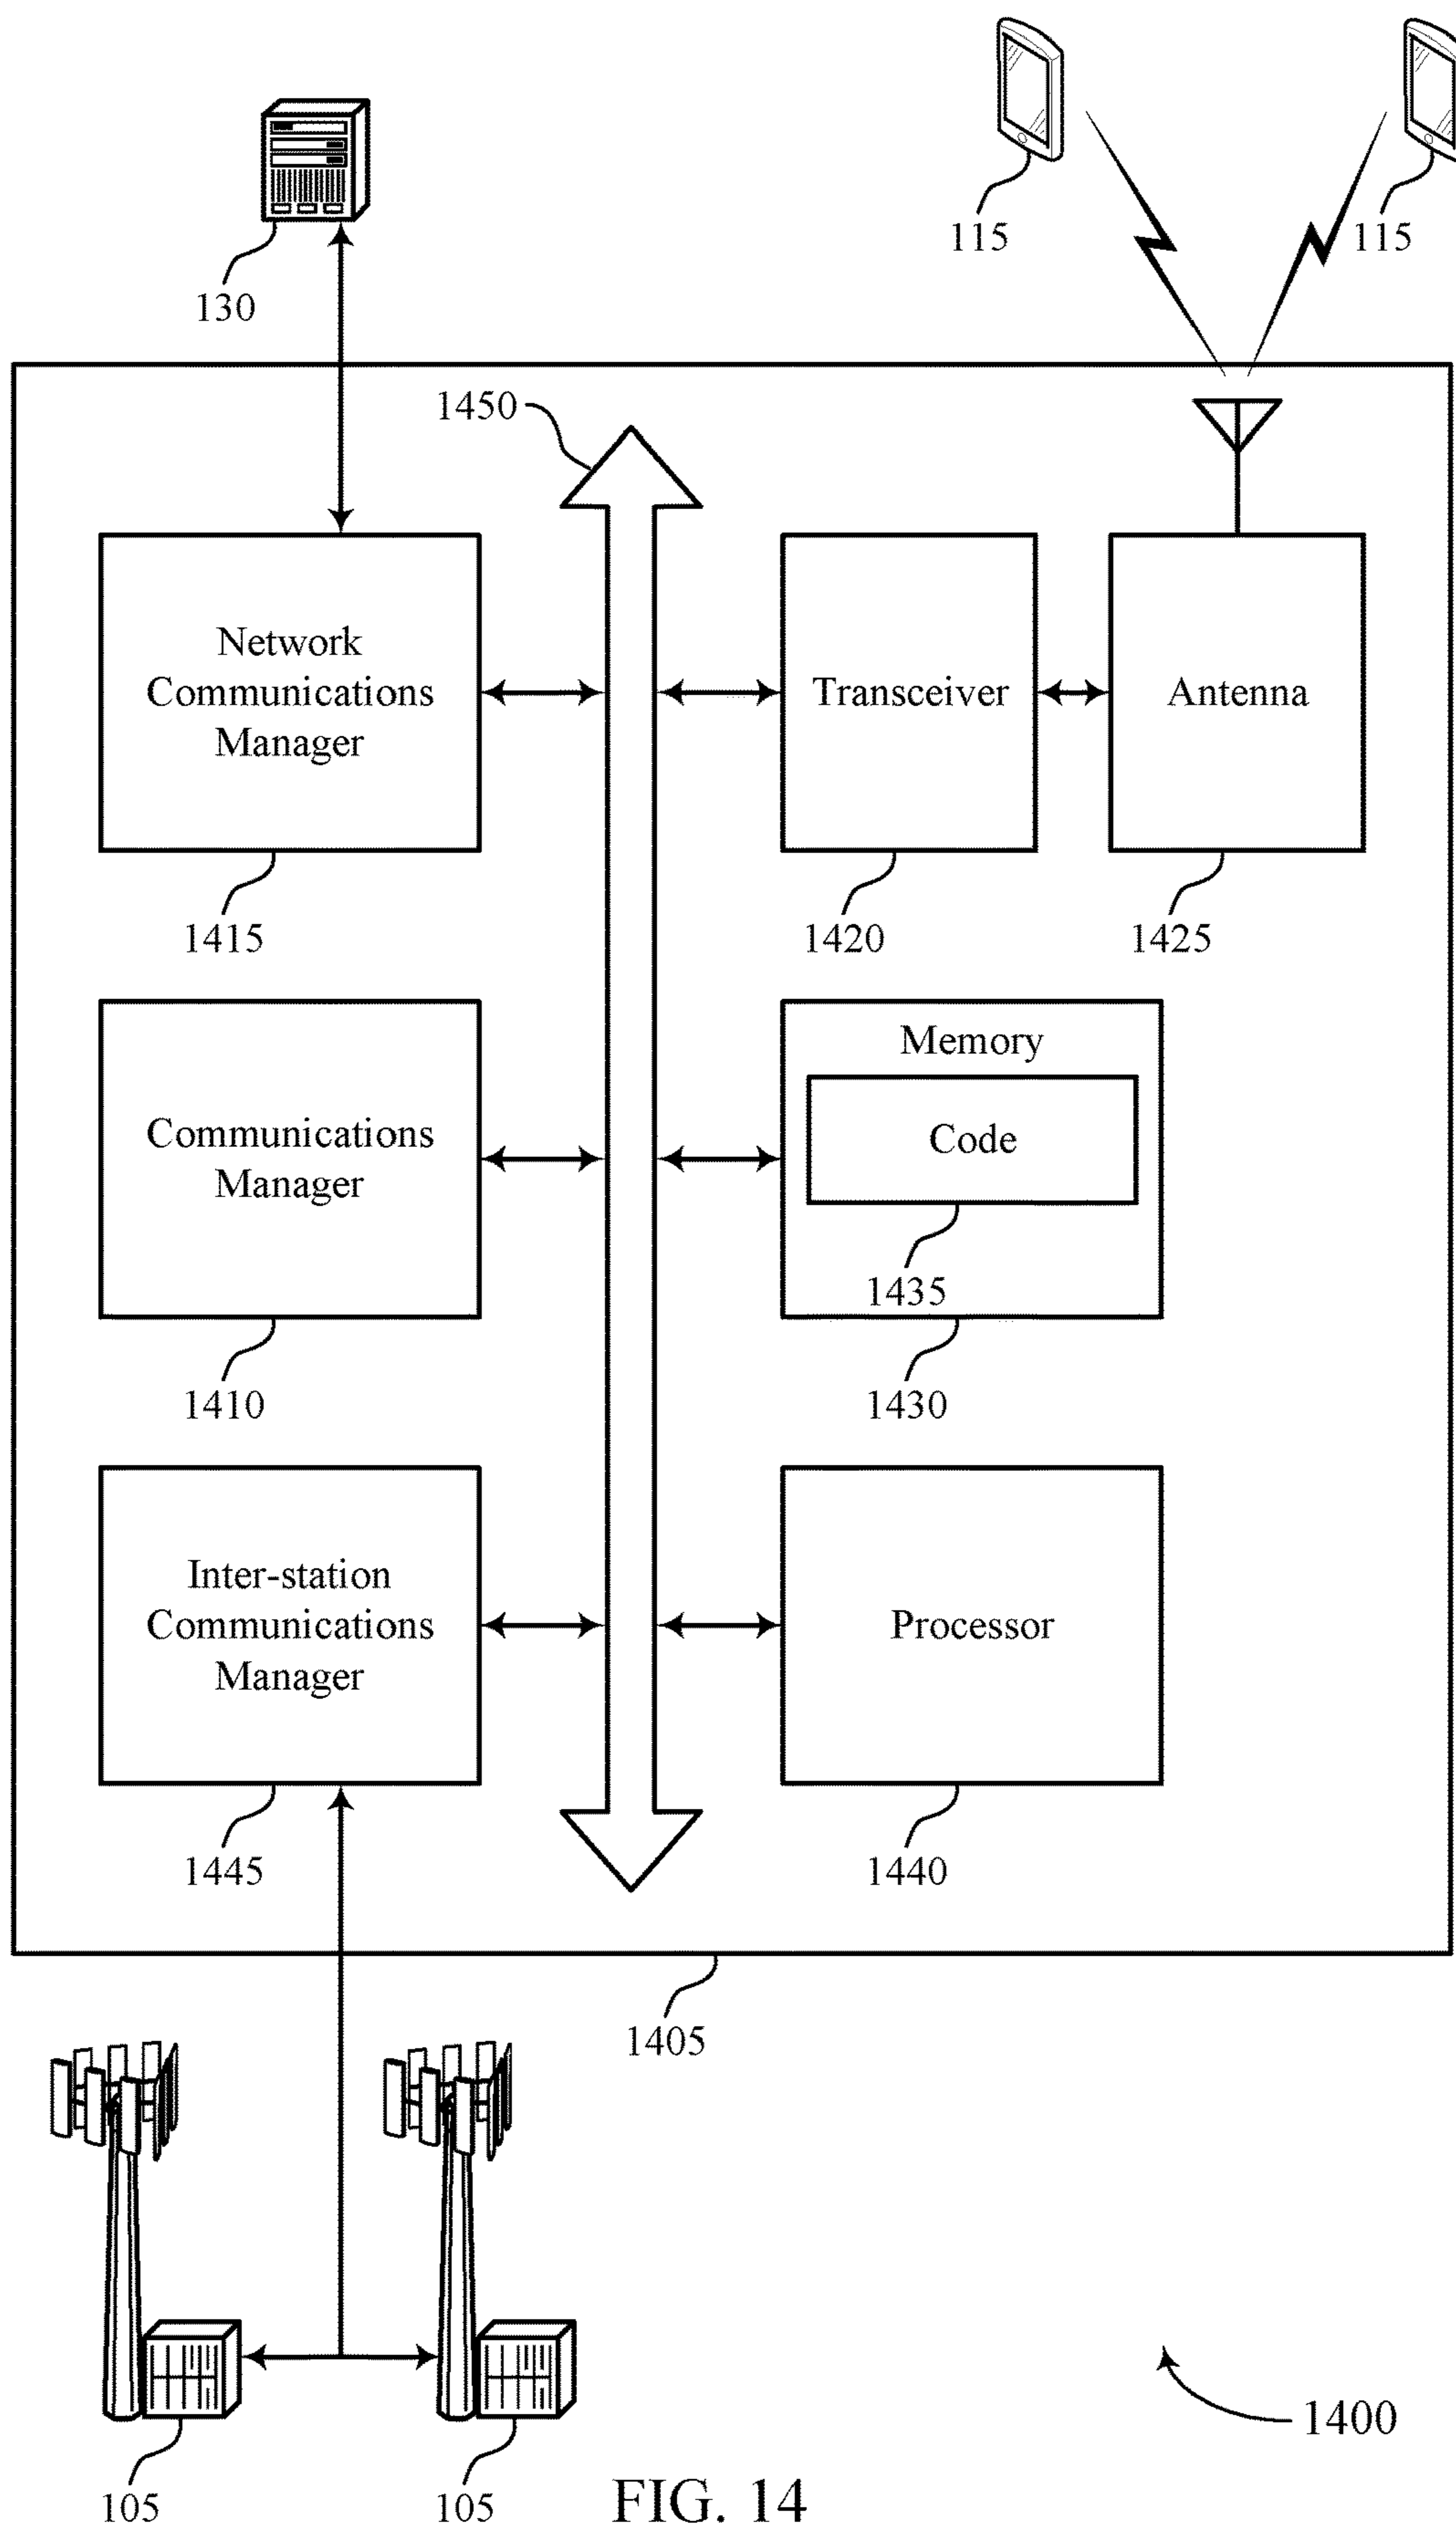 115
115
130
1450
Network
Communications
Manager
Transceiver
Antenna
1415
1420
1425
Communications
Manager
Memory
Code
1435
1410
1430
Inter-station
Communications
Manager
Processor
1445
1440
1405
1400
105
105
FIG. 14